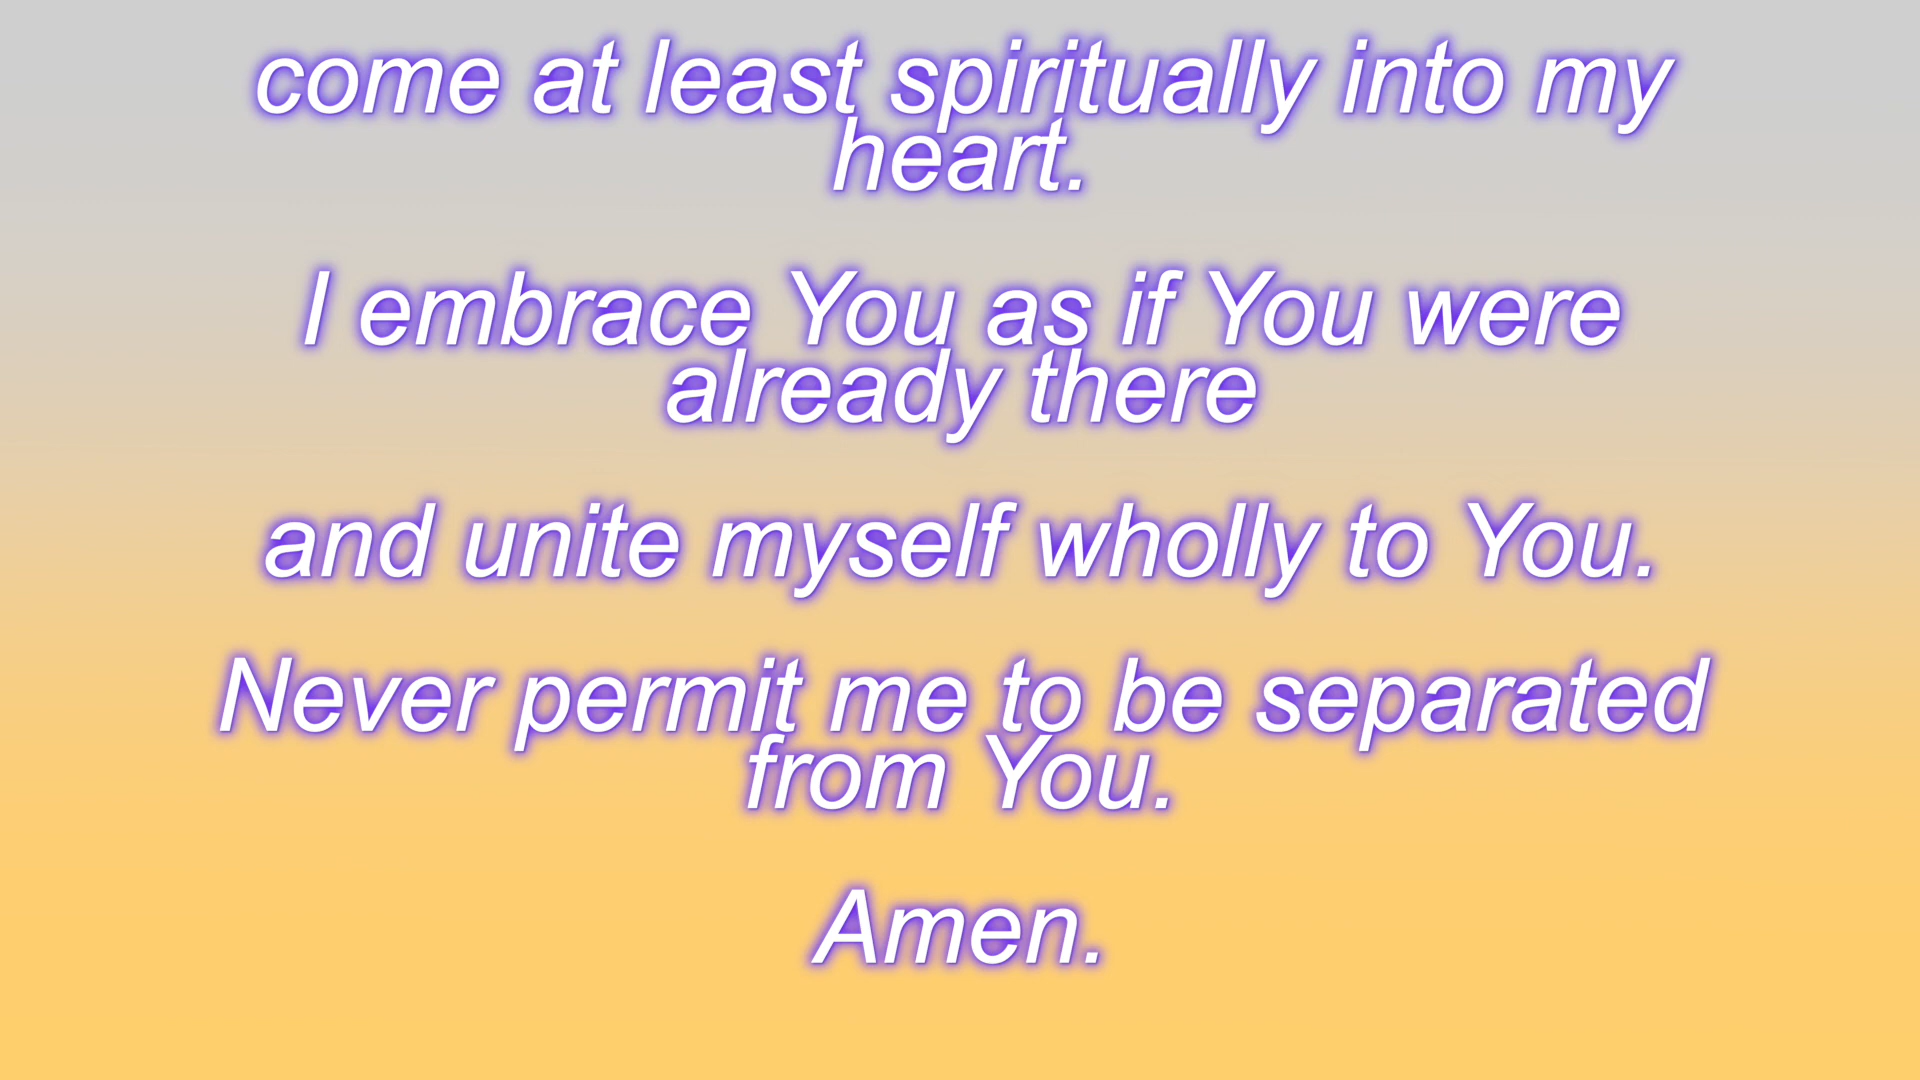 come at least spiritually into my
heart.
I embrace You as if You were
already there
and unite myself wholly to You.
Never permit me to be separated
from You.
Amen.